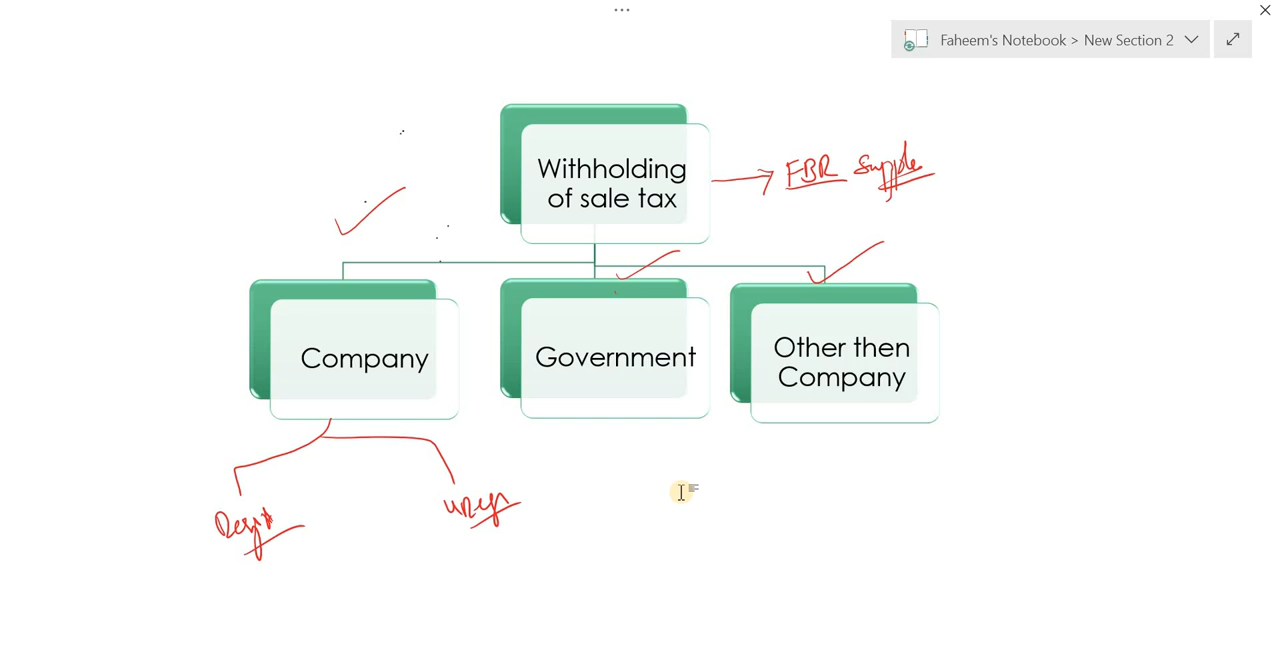 Faheem's Notebook > New Section 2
Withholding
of sale tax
FBR
Company
Government
Other then
Company